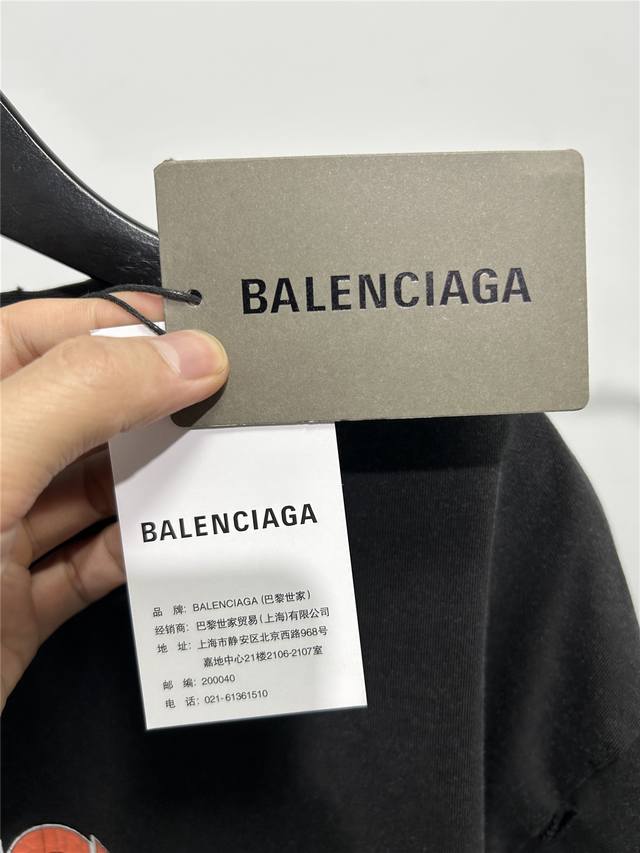 BALENCIAGA
BALENCIAGA
品 牌: BALENCIAGA (巴黎世家)
经销商: 巴黎世家贸易(上海)有限公司
地 址: 上海市静安区北京西路968号
嘉地中心21楼2106-2107室
邮 编: 200040
电 话: 021-61361510